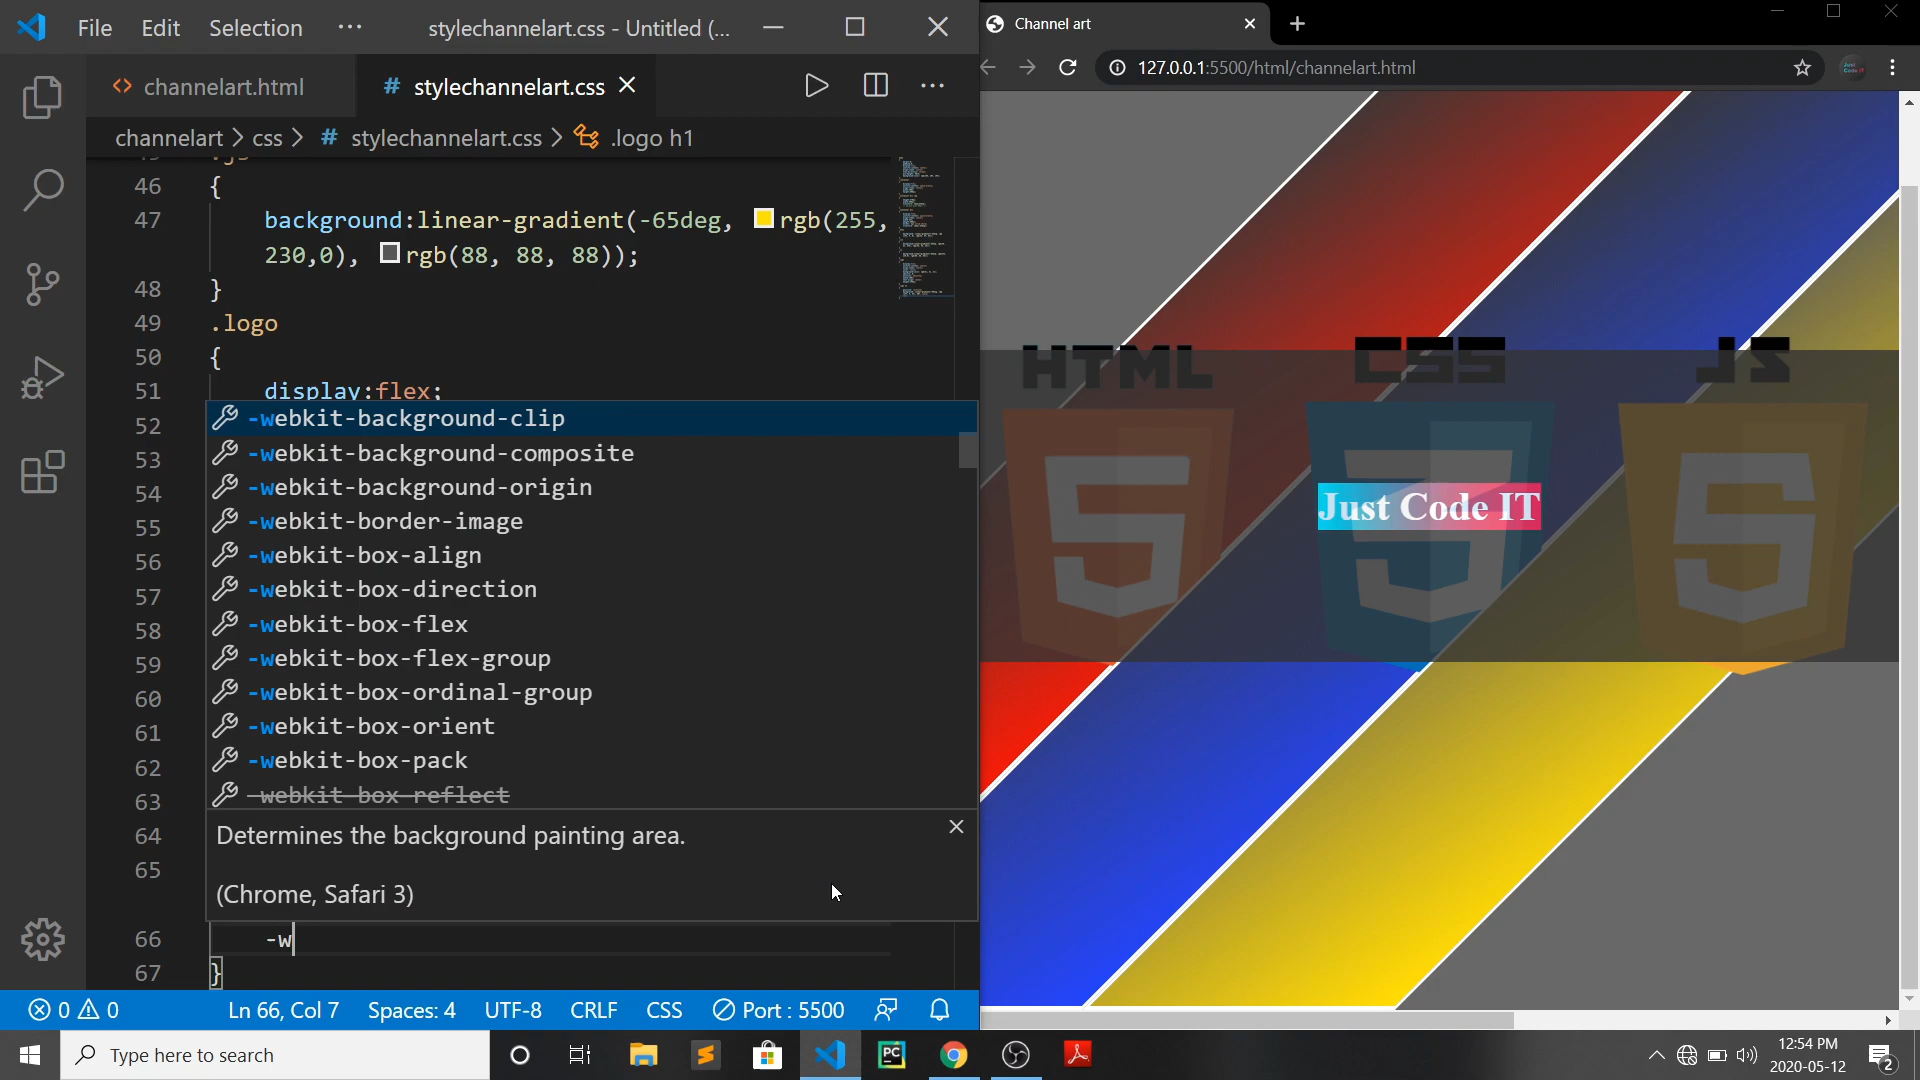 File Edit Selection ··· stylechannelart.css - Untitled (...
channelart.html # stylechannelart.css
channelart > css > # stylechannelart.css > .logo h1
46 {
47 background:linear-gradient(-65deg, rgb(255,
230,0), rgb(88, 88, 88));
48 }
49 .logo
50 {
51 display:flex;
52
53
54
55
56
57
58
59
60
61
62
63
64
65
-webkit-background-clip
-webkit-background-composite
-webkit-background-origin
-webkit-border-image
-webkit-box-align
-webkit-box-direction
-webkit-box-flex
-webkit-box-flex-group
-webkit-box-ordinal-group
-webkit-box-orient
-webkit-box-pack
-webkit-box-reflect
Determines the background painting area.
(Chrome, Safari 3)
66 -w
67 }
0 0 Ln 66, Col 7 Spaces: 4 UTF-8 CRLF CSS Port : 5500
Channel art
127.0.0.1:5500/html/channelart.html
HTML CSS JS
5 3 5
Just Code IT
Type here to search
PC
12:54 PM
2020-05-12
2